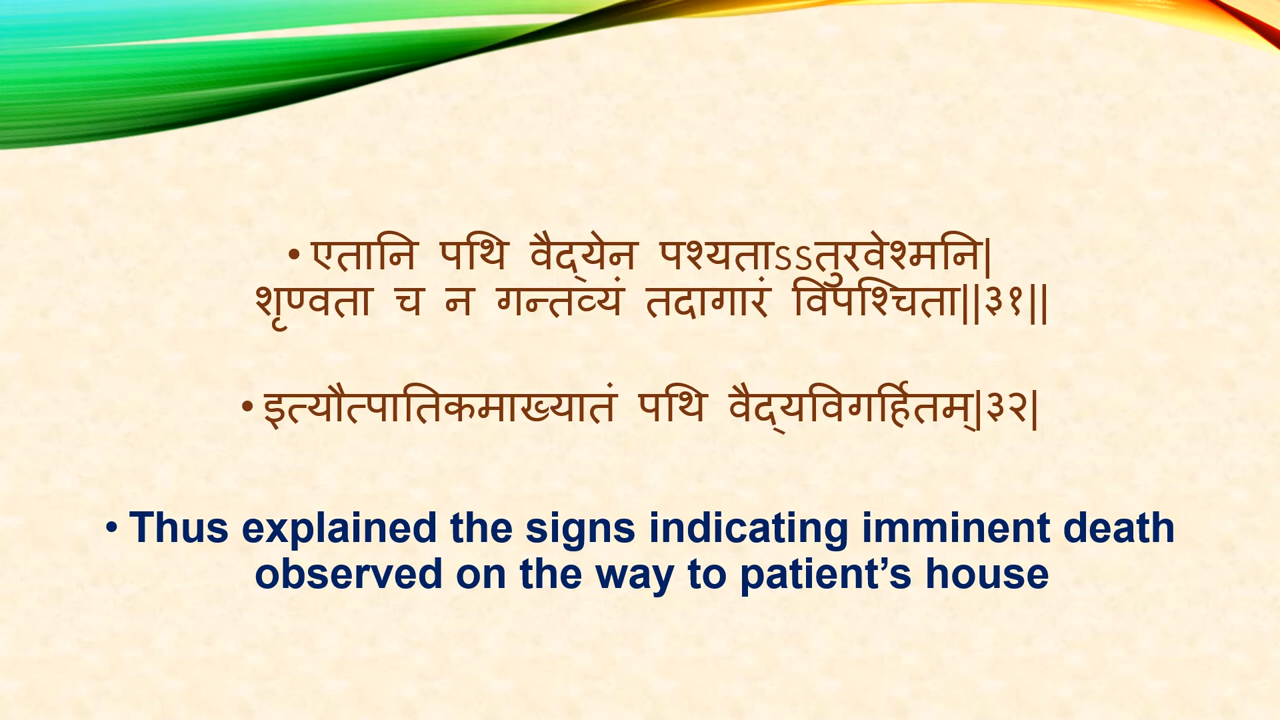 • एतानि पथि वैद्येन पश्यताऽऽतुरवेश्मनि|
शृण्वता च न गन्तव्यं तदागारं विपश्चिता||३१||
• इत्यौत्पातिकमाख्यातं पथि वैद्यविगर्हितम्|३२|
• Thus explained the signs indicating imminent death
observed on the way to patient’s house